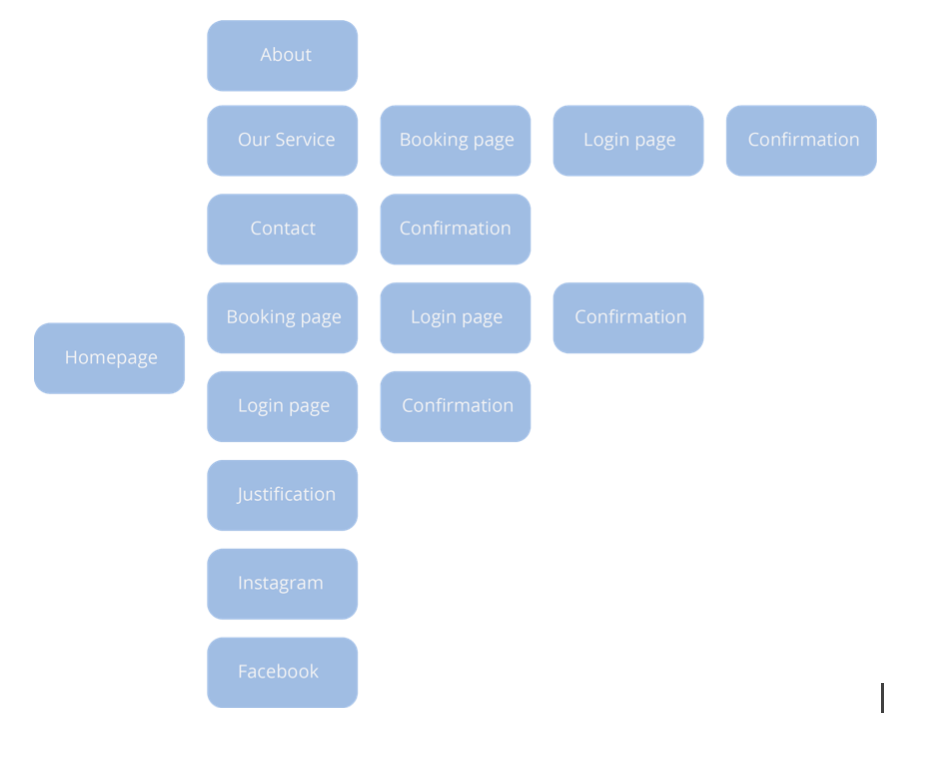 About
Our Service
Booking page
Login page
Confirmation
Contact
Confirmation
Booking page
Login page
Confirmation
Homepage
Login page
Confirmation
Justification
Instagram
Facebook